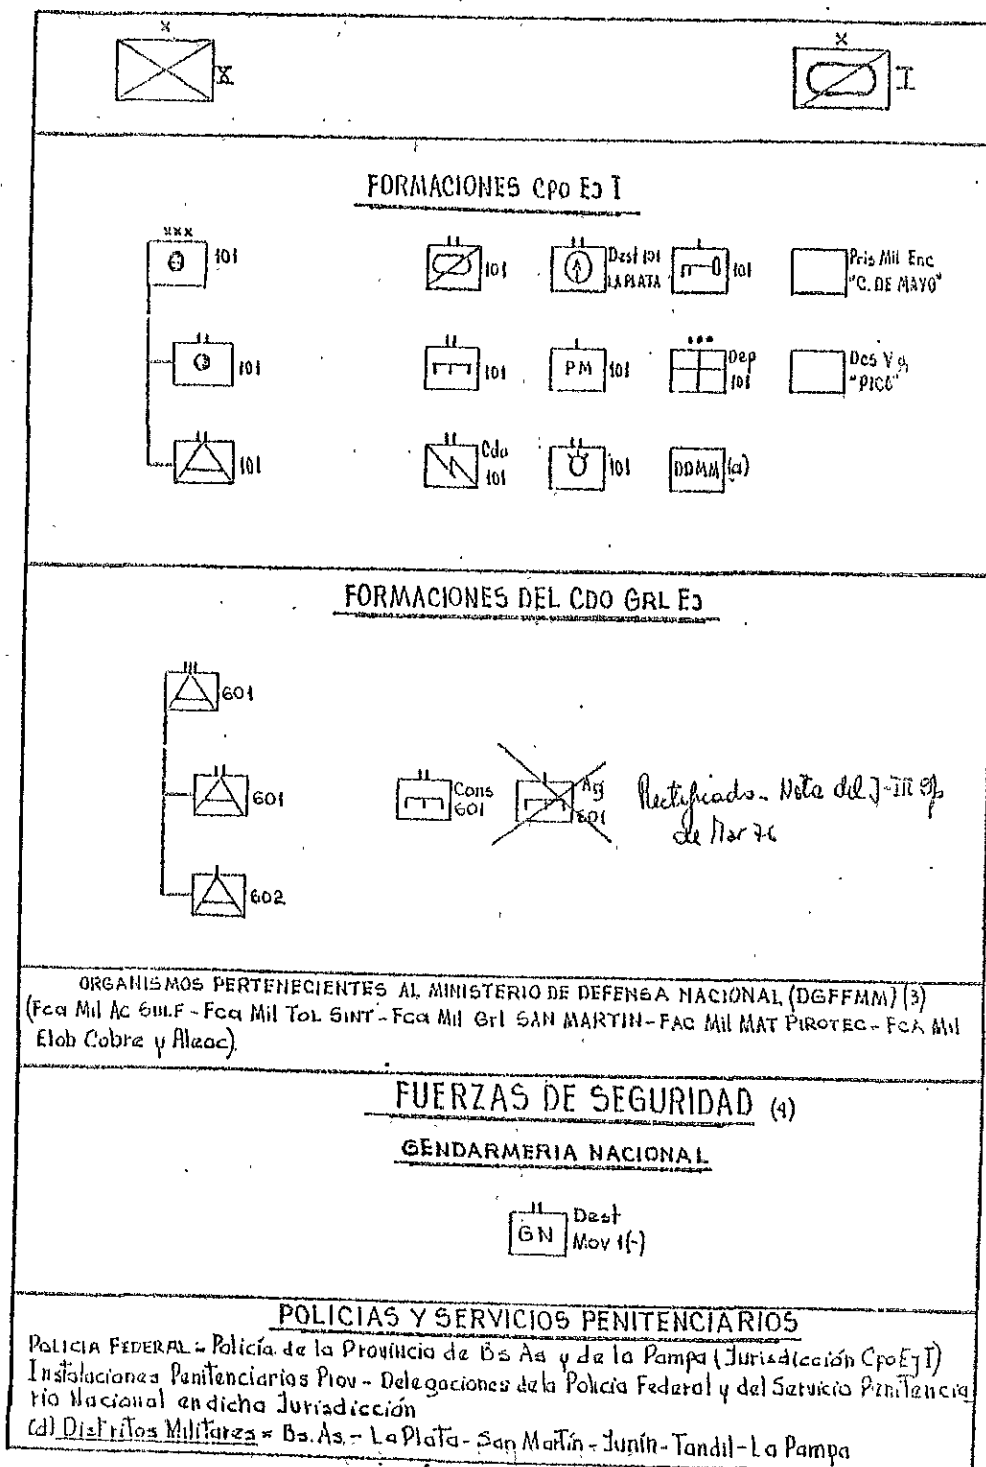 X X
X I
FORMACIONES CPO EJ I
XXX
101 101 Dest 101 LA PLATA 101 Pris Mil Enc "C. DE MAYO"
101 101 PM 101 Dep 101 "PICO"
101 Cdo 101 101 DDMM (a)
FORMACIONES DEL CDO GRL EJ
601
601 Cons 601 Agr 601 Rectificado - Nota del J-III Op
de Mar 76
602
ORGANISMOS PERTENECIENTES AL MINISTERIO DE DEFENSA NACIONAL (DGFFMM) (3)
(Fca Mil Ac SULF - Fca Mil TOL SINT - Fca Mil Grl SAN MARTIN - FAC Mil MAT PIROTEC - FCA Mil
Elab Cobre y Aleac).
FUERZAS DE SEGURIDAD (4)
GENDARMERIA NACIONAL
GN Dest
Mov 1(-)
POLICIAS Y SERVICIOS PENITENCIARIOS
POLICIA FEDERAL = Policía de la Provincia de Bs As y de la Pampa (Jurisdicción CpoEjI)
Instalaciones Penitenciarios Prov - Delegaciones de la Policia Federal y del Servicio Penitencia
rio Nacional en dicha Jurisdicción
(d) Distritos Militares = Bs. As. - La Plata - San Martín - Junín - Tandil - La Pampa